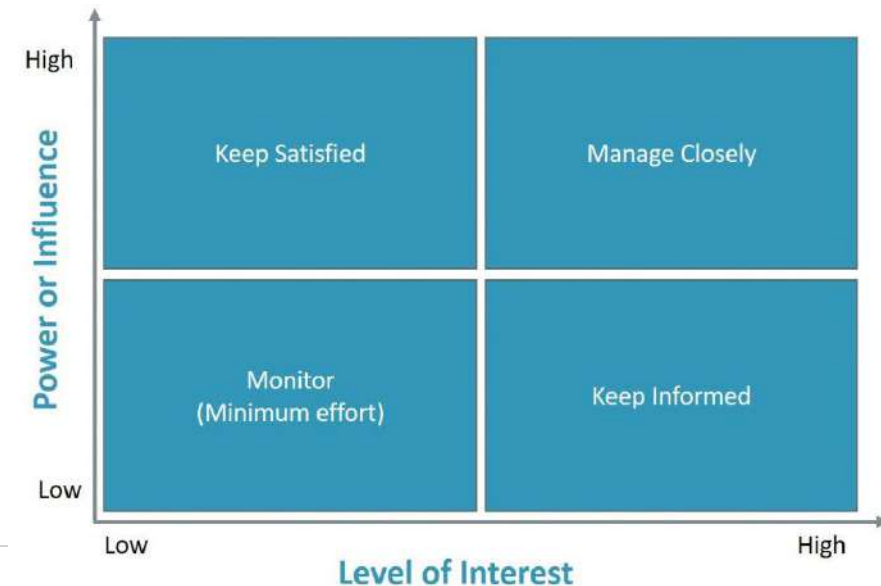 High
Keep Satisfied
Manage Closely
Power or Influence
Monitor
(Minimum effort)
Keep Informed
Low
Low
High
Level of Interest